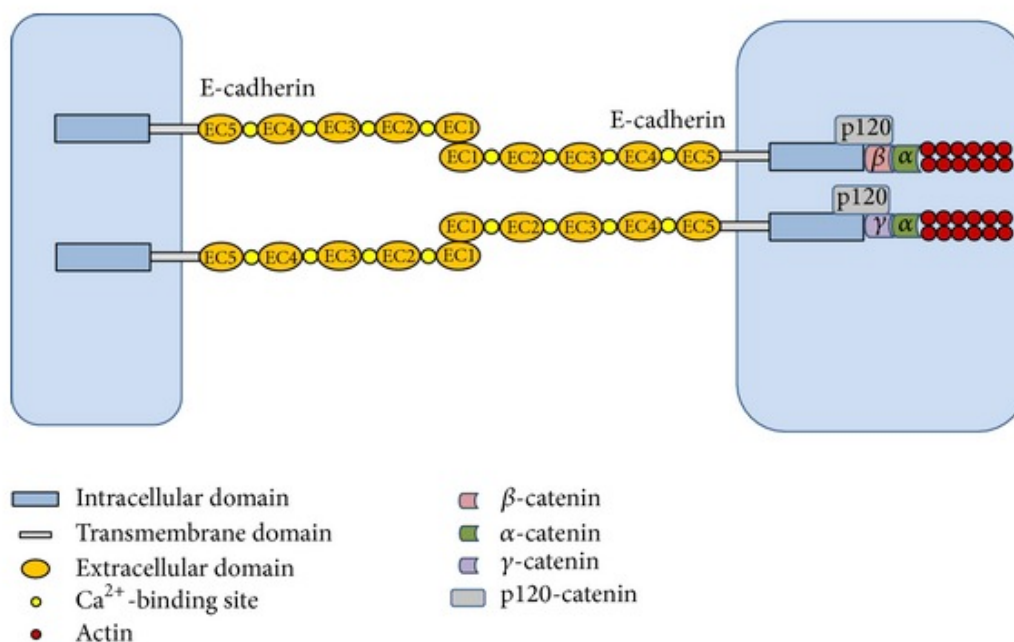 E-cadherin
EC5 EC4 EC3 EC2 EC1
E-cadherin
EC1 EC2 EC3 EC4 EC5
p120
β α
p120
EC1 EC2 EC3 EC4 EC5
γ α
EC5 EC4 EC3 EC2 EC1
Intracellular domain
Transmembrane domain
Extracellular domain
Ca²⁺-binding site
Actin
β-catenin
α-catenin
γ-catenin
p120-catenin